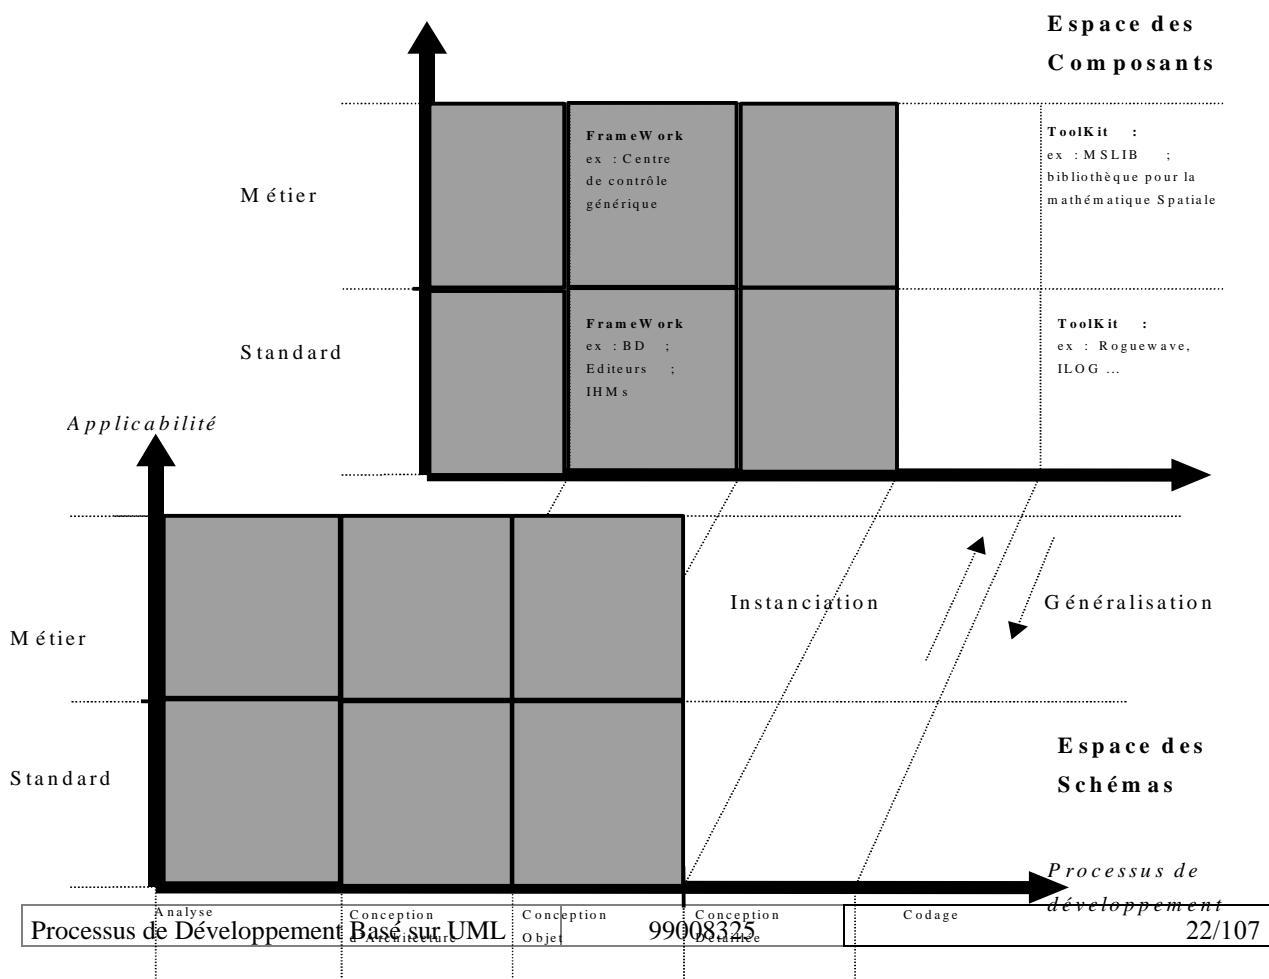 Espace des
Composants
FrameWork
ex : Centre
de contrôle
générique
ToolKit :
ex : MSLIB ;
bibliothèque pour la
mathématique Spatiale
Métier
FrameWork
ex : BD ;
Editeurs ;
IHMs
ToolKit :
ex : Roguewave,
ILOG ...
Standard
Applicabilité
Instanciation
Généralisation
Métier
Espace des
Schémas
Standard
Processus de
développement
Analyse
Conception
d'Architecture
Conception
Objet
Conception
Détaillée
Codage
Processus de Développement Basé sur UML
99008325
22/107